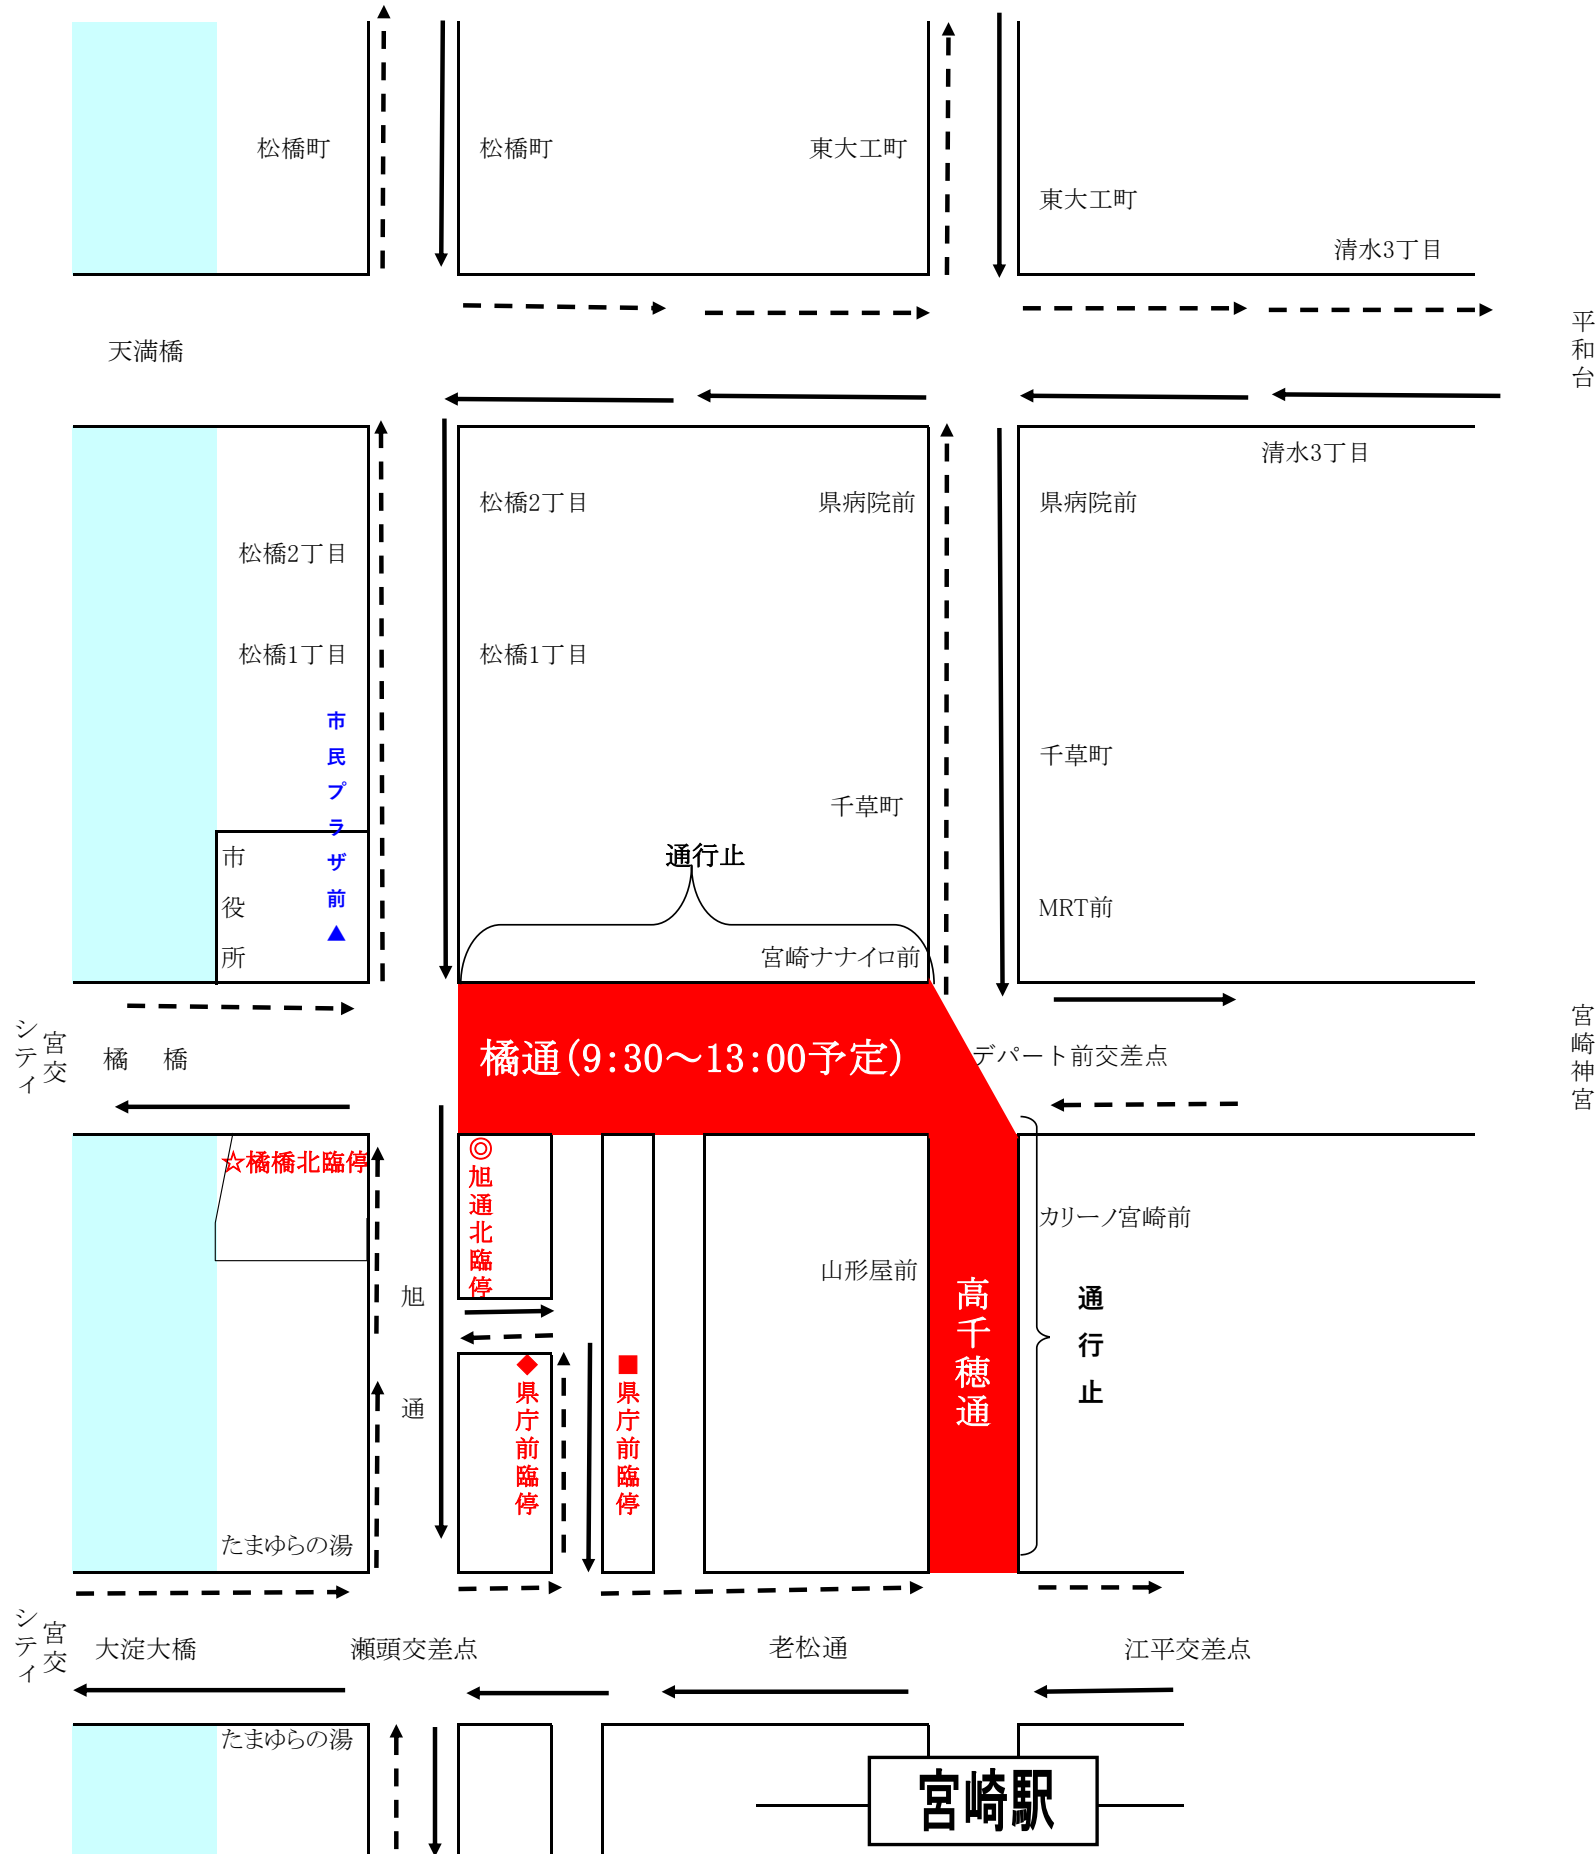 松橋町
松橋町
東大工町
東大工町
清水3丁目
天満橋
平和台
清水3丁目
松橋2丁目
県病院前
県病院前
松橋2丁目
松橋1丁目
松橋1丁目
市民プラザ前▲
千草町
千草町
市役所
通行止
MRT前
宮崎ナナイロ前
宮交
シティ
橘 橋
橘通(9:30～13:00予定)
デパート前交差点
宮崎神宮
☆橘橋北臨停
◎旭通北臨停
カリーノ宮崎前
山形屋前
旭通
高千穂通
通行止
◆県庁前臨停
■県庁前臨停
たまゆらの湯
宮交
シティ
大淀大橋
瀬頭交差点
老松通
江平交差点
たまゆらの湯
宮崎駅